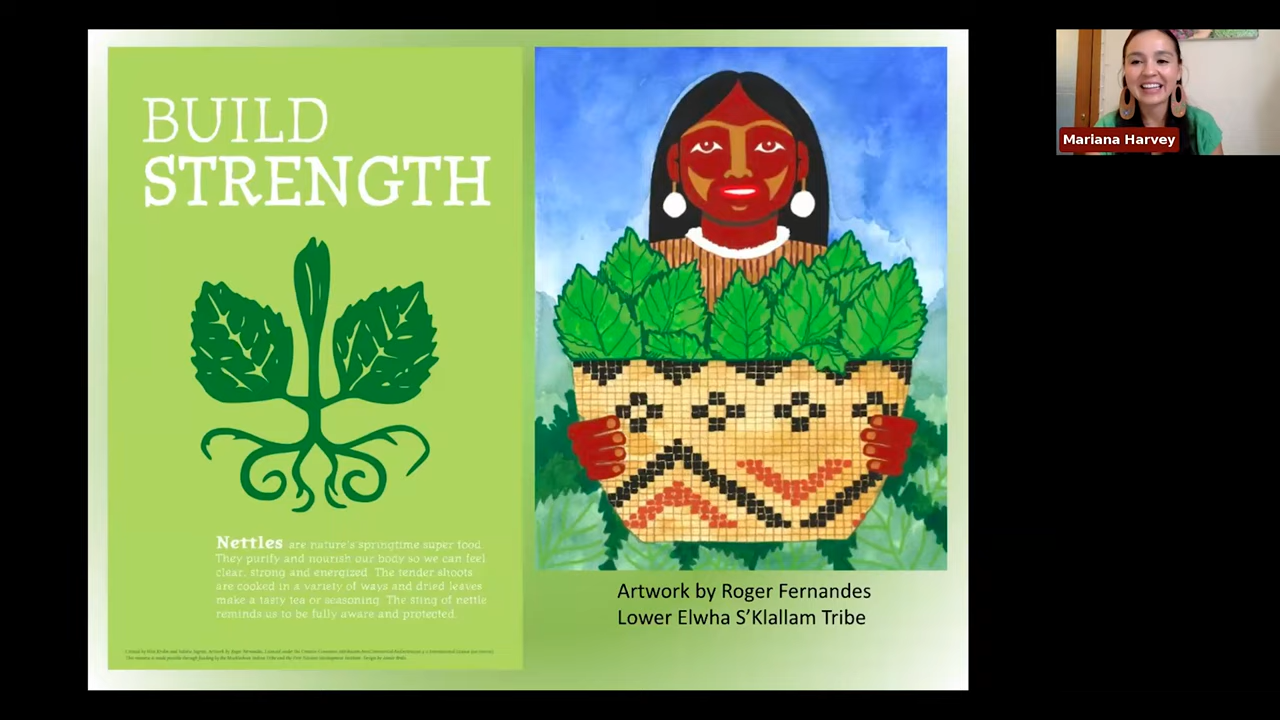 BUILD
STRENGTH
Nettles are nature's springtime super food.
They purify and nourish our body so we can feel
clear, strong and energized. The tender shoots
are cooked in a variety of ways and dried leaves
make a tasty tea or seasoning. The sting of nettle
reminds us to be fully aware and protected.
Artwork by Roger Fernandes
Lower Elwha S'Klallam Tribe
Mariana Harvey